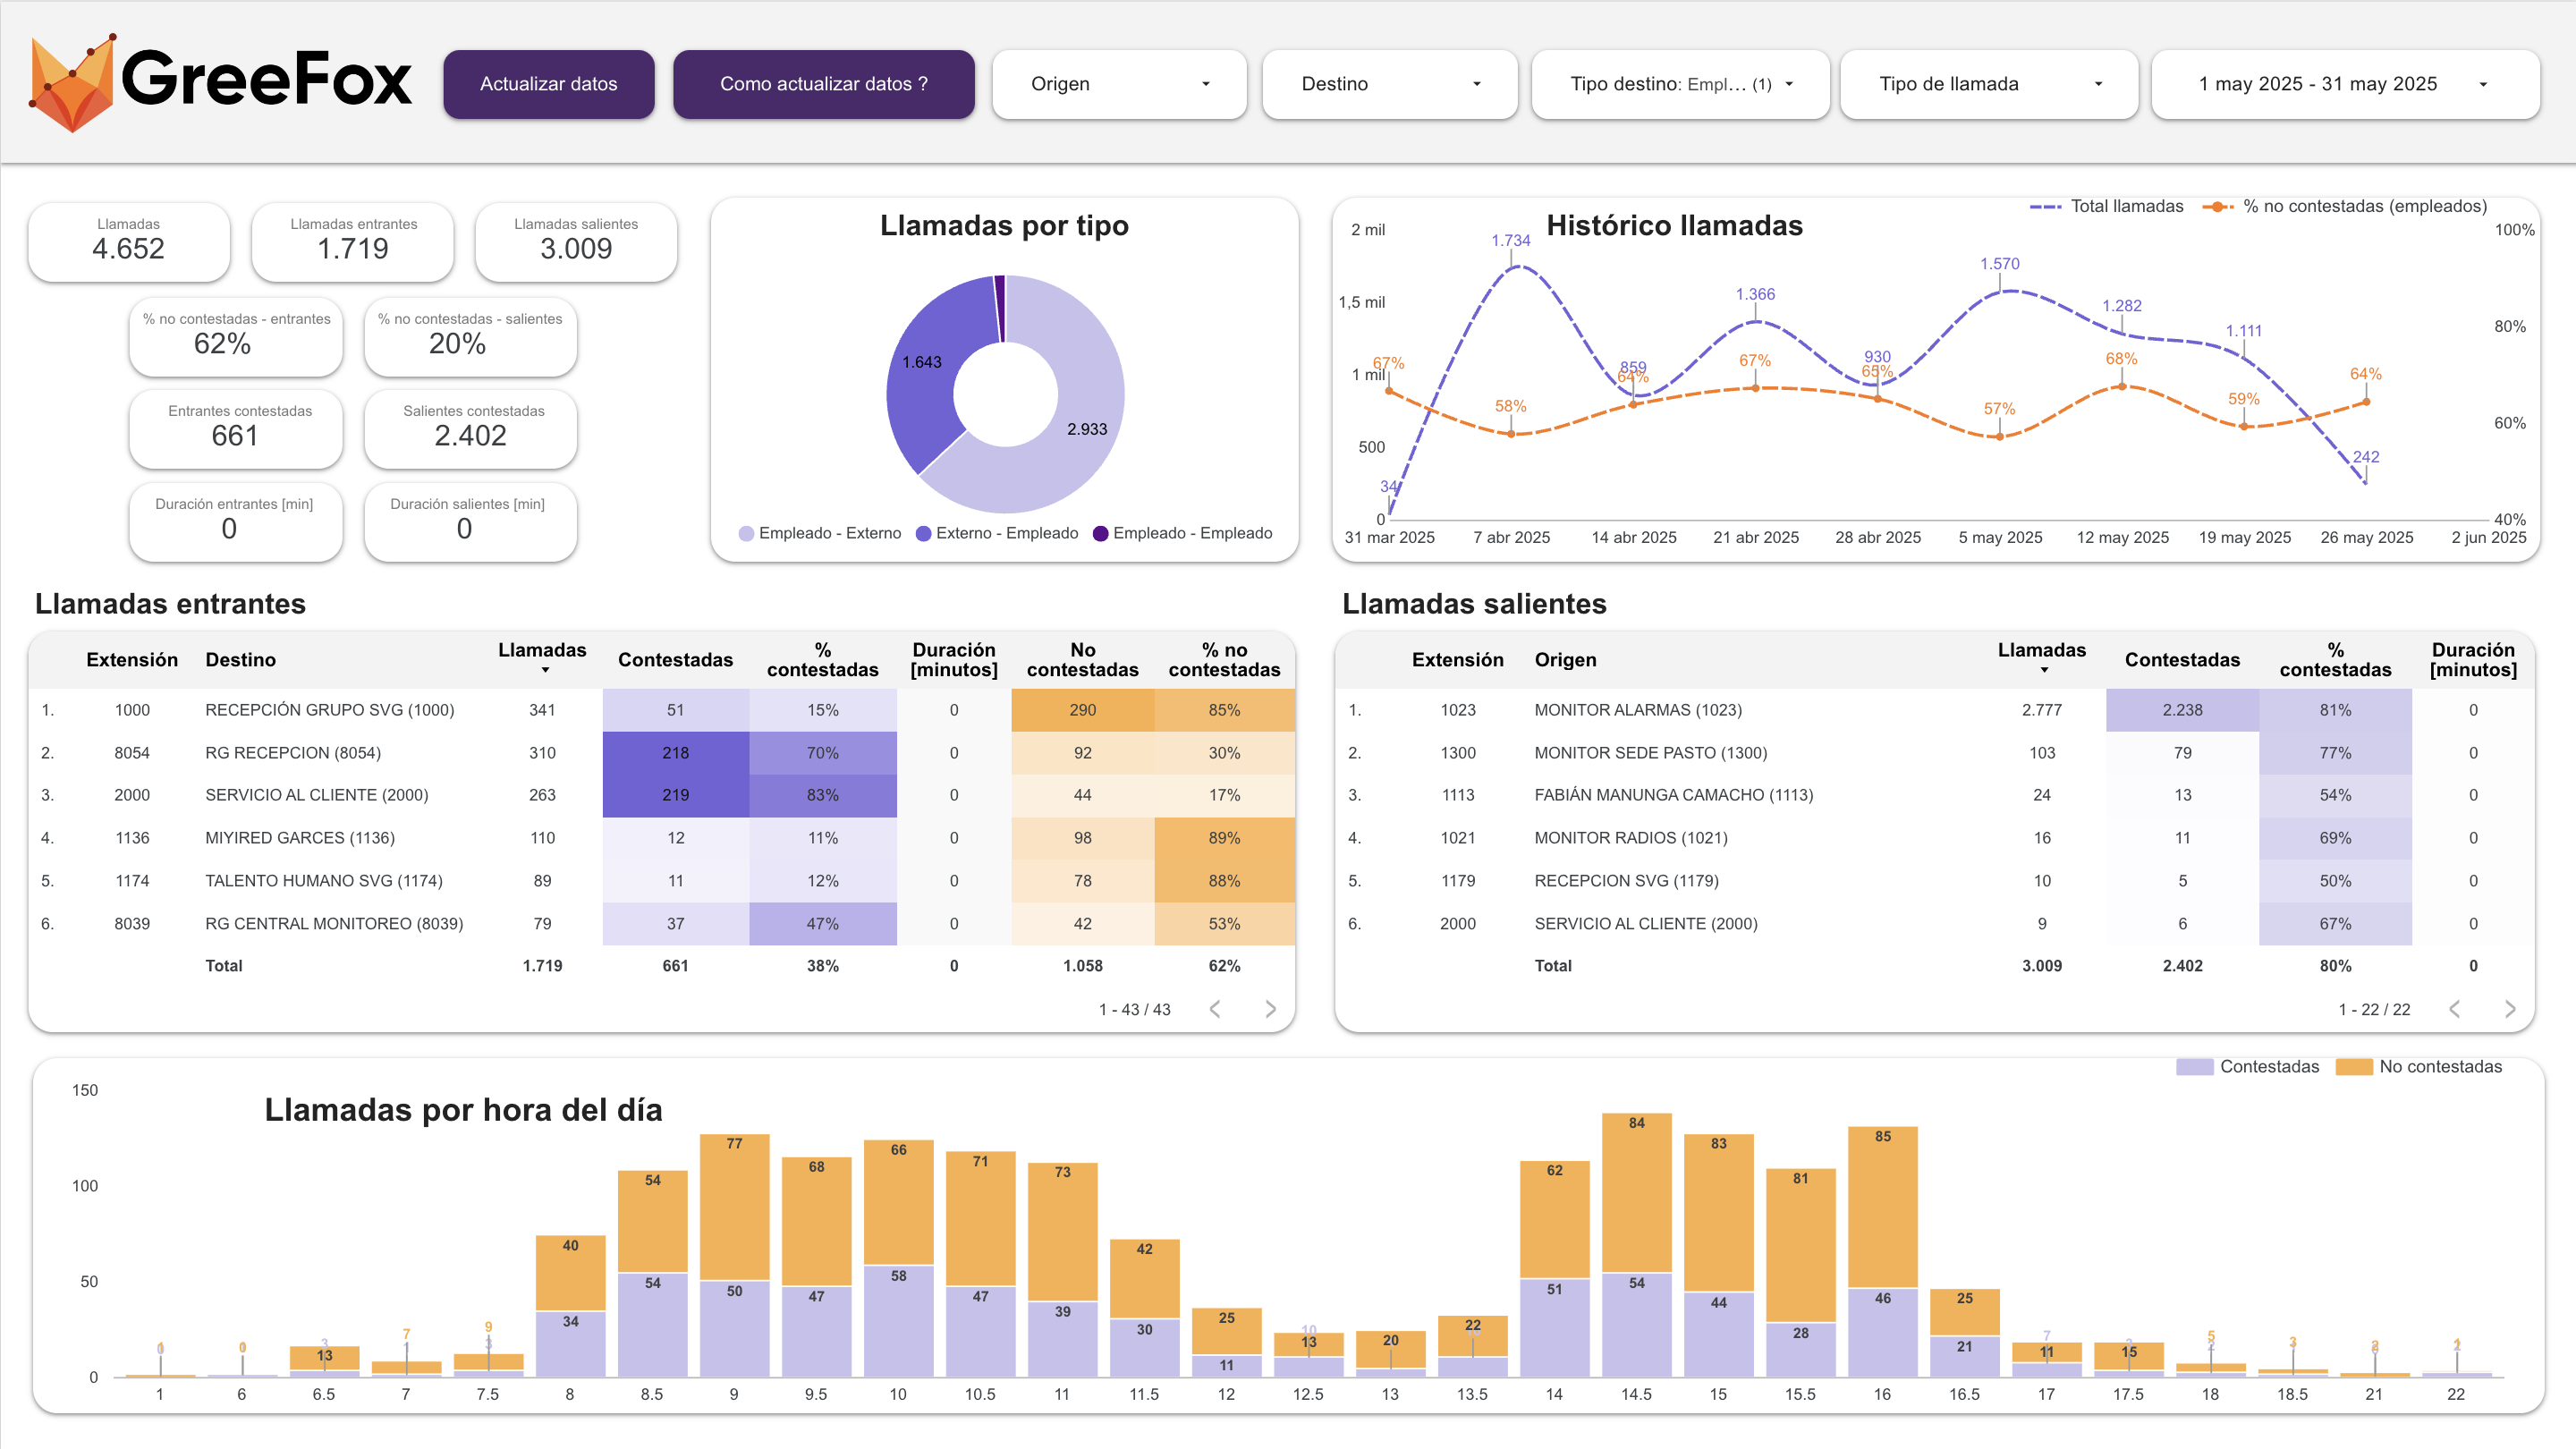 GreeFox
Actualizar datos
Como actualizar datos ?
Origen
Destino
Tipo destino: Empl... (1)
Tipo de llamada
1 may 2025 - 31 may 2025
Llamadas
4.652
Llamadas entrantes
1.719
Llamadas salientes
3.009
% no contestadas - entrantes
62%
% no contestadas - salientes
20%
Entrantes contestadas
661
Salientes contestadas
2.402
Duración entrantes [min]
0
Duración salientes [min]
0
Llamadas por tipo
1.643
2.933
Empleado - Externo
Externo - Empleado
Empleado - Empleado
Histórico llamadas
Total llamadas
% no contestadas (empleados)
2 mil
1,5 mil
1 mil
500
0
100%
80%
60%
40%
34
1.734
859
1.366
930
1.570
1.282
1.111
242
67%
58%
64%
67%
65%
57%
68%
59%
64%
31 mar 2025
7 abr 2025
14 abr 2025
21 abr 2025
28 abr 2025
5 may 2025
12 may 2025
19 may 2025
26 may 2025
2 jun 2025
Llamadas entrantes
Extensión Destino Llamadas Contestadas % contestadas Duración [minutos] No contestadas % no contestadas
1. 1000 RECEPCIÓN GRUPO SVG (1000) 341 51 15% 0 290 85%
2. 8054 RG RECEPCION (8054) 310 218 70% 0 92 30%
3. 2000 SERVICIO AL CLIENTE (2000) 263 219 83% 0 44 17%
4. 1136 MIYIRED GARCES (1136) 110 12 11% 0 98 89%
5. 1174 TALENTO HUMANO SVG (1174) 89 11 12% 0 78 88%
6. 8039 RG CENTRAL MONITOREO (8039) 79 37 47% 0 42 53%
Total 1.719 661 38% 0 1.058 62%
1 - 43 / 43
Llamadas salientes
Extensión Origen Llamadas Contestadas % contestadas Duración [minutos]
1. 1023 MONITOR ALARMAS (1023) 2.777 2.238 81% 0
2. 1300 MONITOR SEDE PASTO (1300) 103 79 77% 0
3. 1113 FABIÁN MANUNGA CAMACHO (1113) 24 13 54% 0
4. 1021 MONITOR RADIOS (1021) 16 11 69% 0
5. 1179 RECEPCION SVG (1179) 10 5 50% 0
6. 2000 SERVICIO AL CLIENTE (2000) 9 6 67% 0
Total 3.009 2.402 80% 0
1 - 22 / 22
Llamadas por hora del día
Contestadas
No contestadas
150
100
50
0
13
7
9
40
34
54
54
77
50
68
47
66
58
71
47
73
39
42
30
25
11
10
13
20
22
62
51
84
54
83
44
81
28
85
46
25
21
7
11
15
5
3
1 6 6.5 7 7.5 8 8.5 9 9.5 10 10.5 11 11.5 12 12.5 13 13.5 14 14.5 15 15.5 16 16.5 17 17.5 18 18.5 21 22